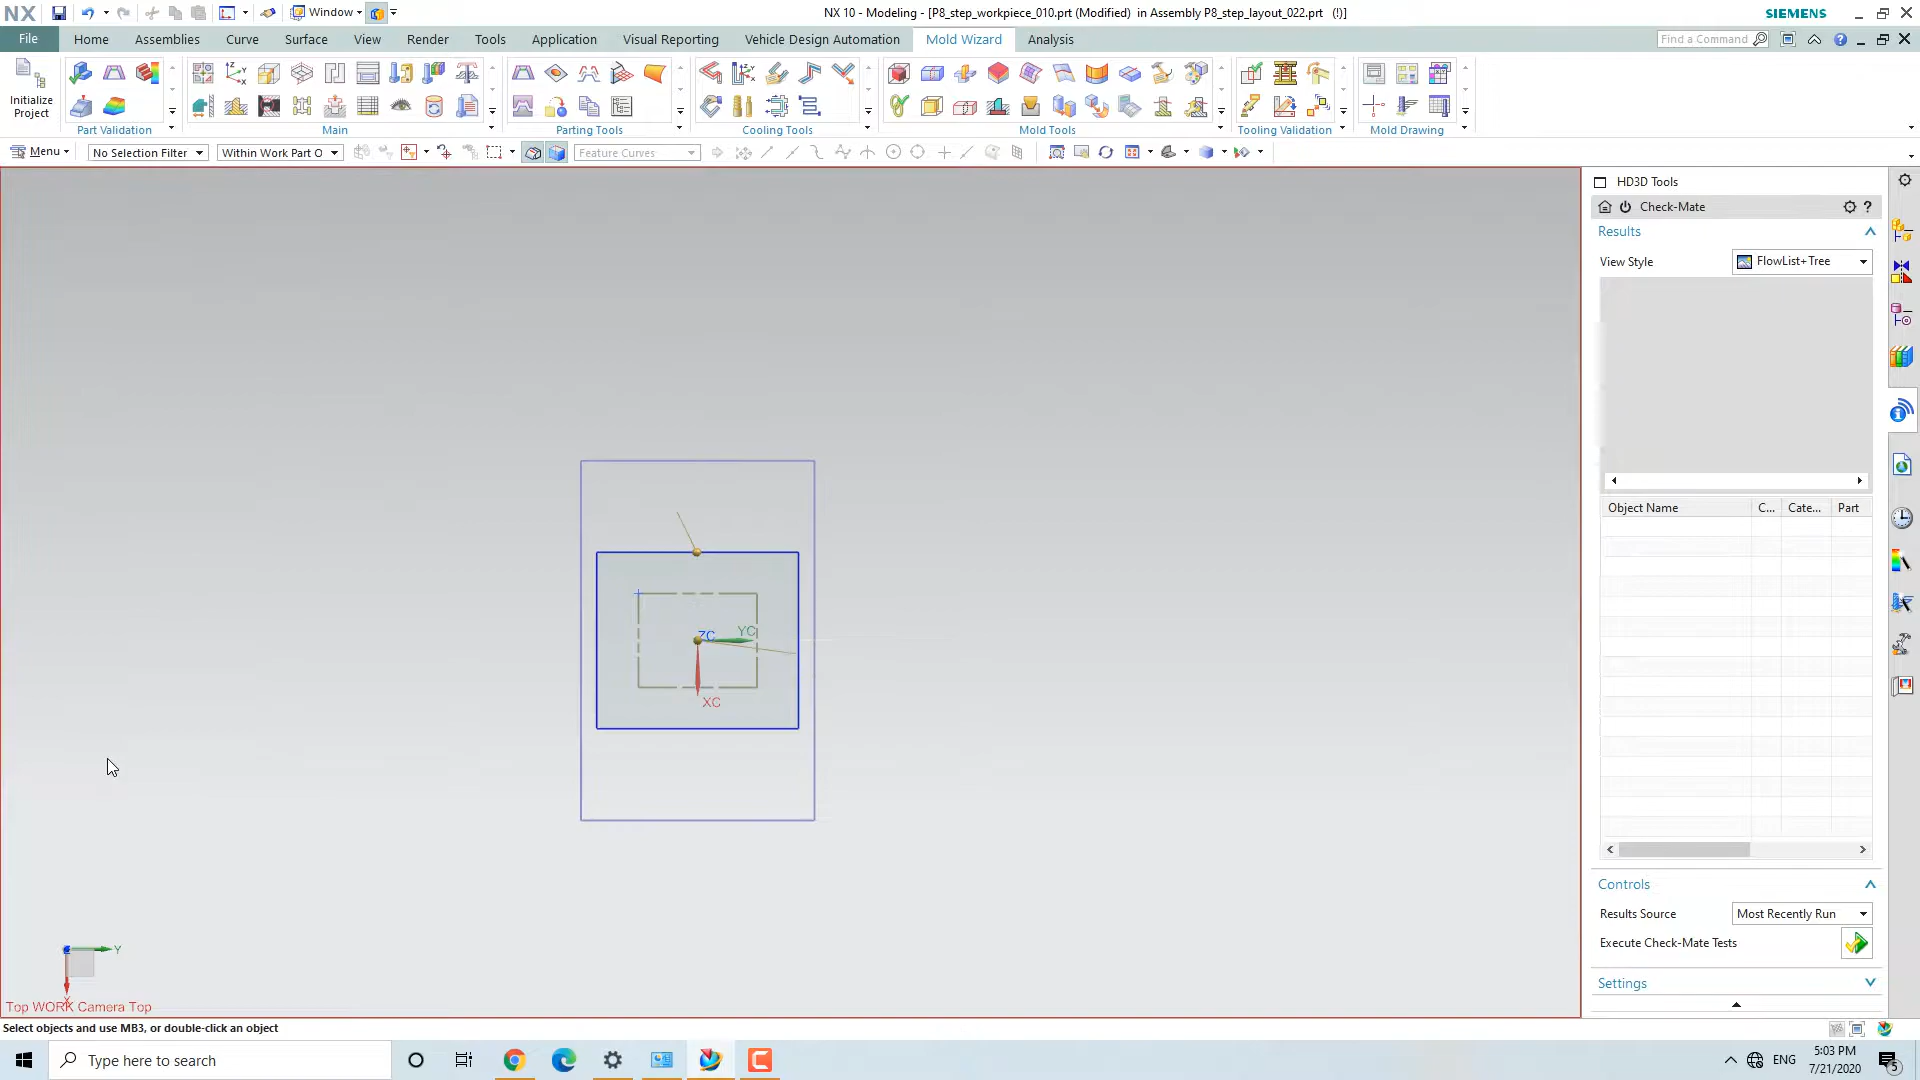 NX
Window
NX 10 - Modeling - [P8_step_workpiece_010.prt (Modified) in Assembly P8_step_layout_022.prt (!)]
SIEMENS
File
Home
Assemblies
Curve
Surface
View
Render
Tools
Application
Visual Reporting
Vehicle Design Automation
Mold Wizard
Analysis
Find a Command
Initialize
Project
Part Validation
Main
Parting Tools
Cooling Tools
Mold Tools
Tooling Validation
Mold Drawing
Menu
No Selection Filter
Within Work Part O
Feature Curves
HD3D Tools
Check-Mate
Results
View Style
FlowList+Tree
Object Name
C...
Cate...
Part
ZC
YC
XC
Controls
Results Source
Most Recently Run
Execute Check-Mate Tests
Settings
Y
X
Top WORK Camera Top
Select objects and use MB3, or double-click an object
Type here to search
ENG
5:03 PM
7/21/2020
5